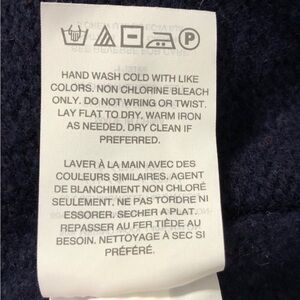 P
HAND WASH COLD WITH LIKE
COLORS. NON CHLORINE BLEACH
ONLY. DO NOT WRING OR TWIST.
LAY FLAT TO DRY. WARM IRON
AS NEEDED. DRY CLEAN IF
PREFERRED.
LAVER À LA MAIN AVEC DES
COULEURS SIMILAIRES. AGENT
DE BLANCHIMENT NON CHLORÉ
SEULEMENT. NE PAS TORDRE NI
ESSORER. SECHER A PLAT.
REPASSER AU FER TIÈDE AU
BESOIN. NETTOYAGE À SEC SI
PRÉFÉRÉ.